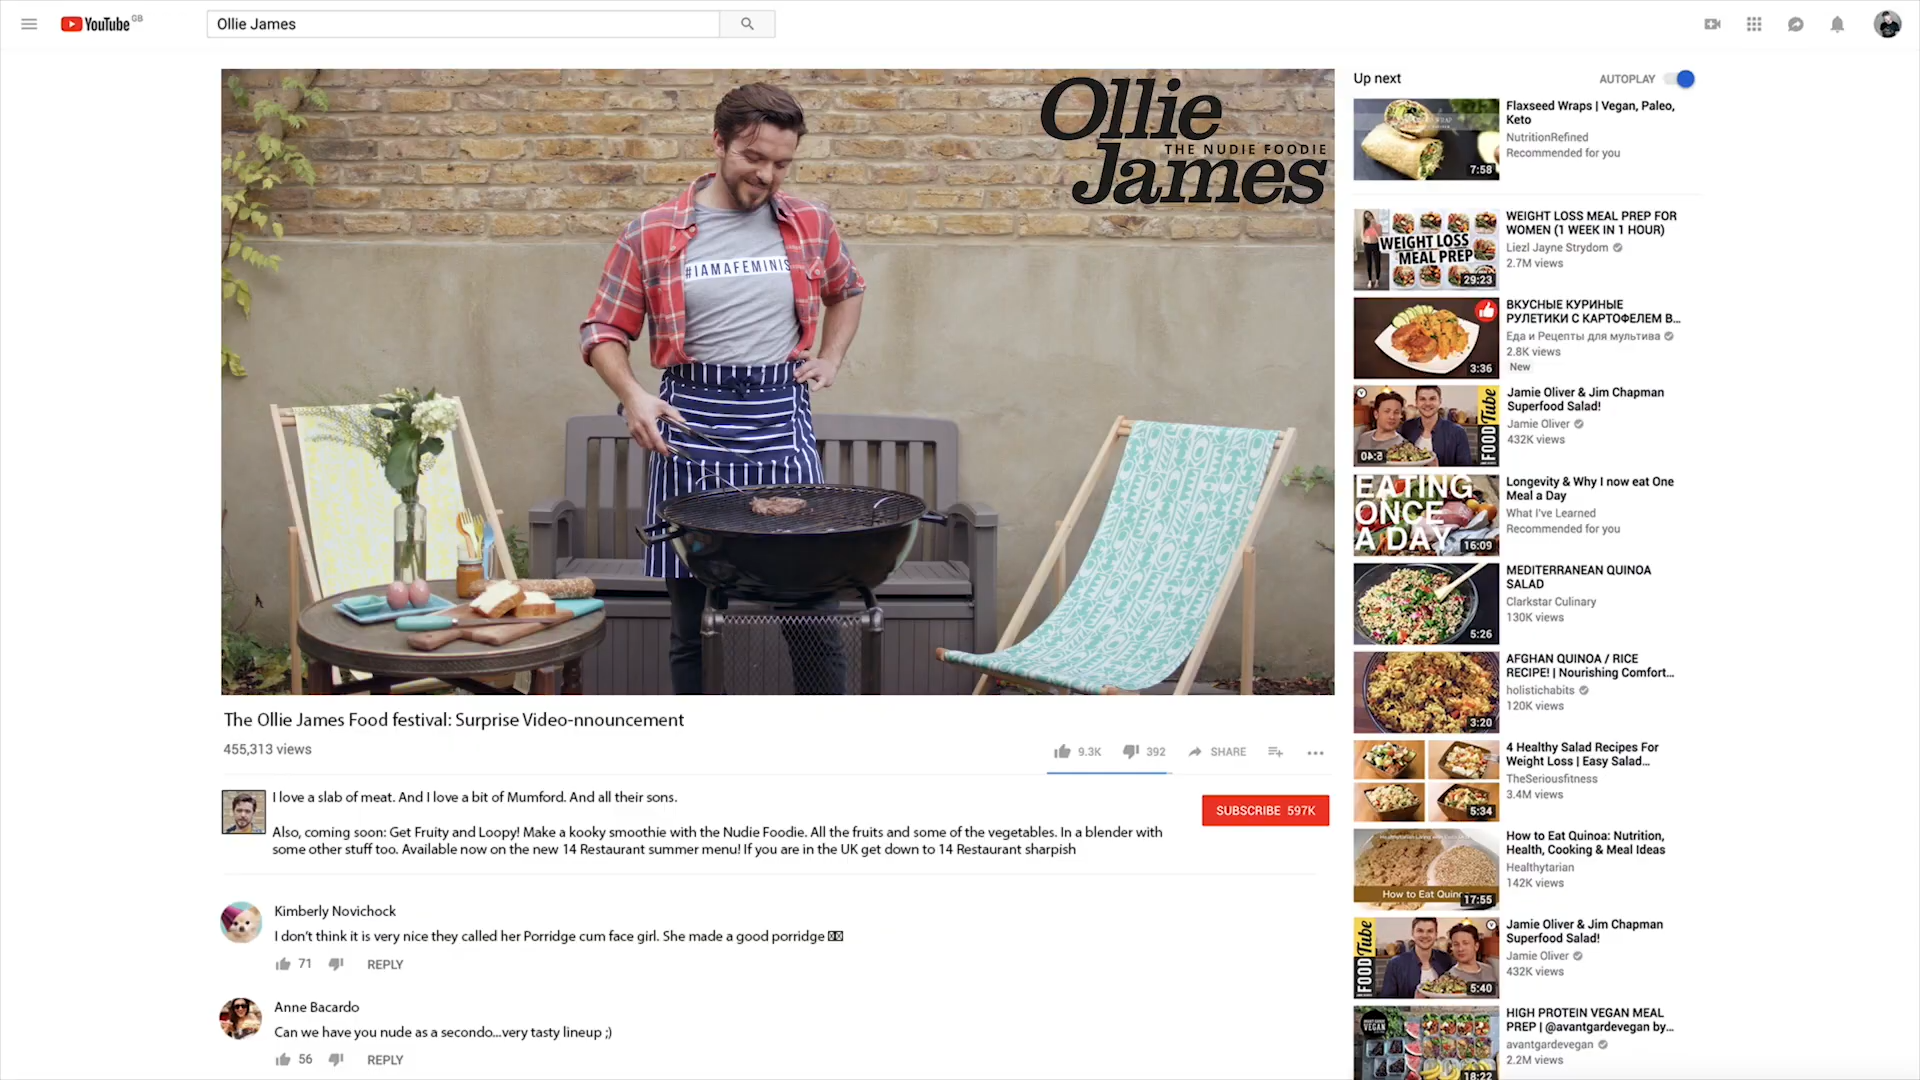 YouTube GB
Ollie James
Ollie
THE NUDIE FOODIE
James
#IAMAFEMINIS
The Ollie James Food festival: Surprise Video-nnouncement
455,313 views
9.3K
392
SHARE
I love a slab of meat. And I love a bit of Mumford. And all their sons.
SUBSCRIBE 597K
Also, coming soon: Get Fruity and Loopy! Make a kooky smoothie with the Nudie Foodie. All the fruits and some of the vegetables. In a blender with
some other stuff too. Available now on the new 14 Restaurant summer menu! If you are in the UK get down to 14 Restaurant sharpish
Kimberly Novichock
I don't think it is very nice they called her Porridge cum face girl. She made a good porridge
71
REPLY
Anne Bacardo
Can we have you nude as a secondo...very tasty lineup ;)
56
REPLY
Up next
AUTOPLAY
7:58
Flaxseed Wraps | Vegan, Paleo,
Keto
NutritionRefined
Recommended for you
WEIGHT LOSS
MEAL PREP
29:23
WEIGHT LOSS MEAL PREP FOR
WOMEN (1 WEEK IN 1 HOUR)
Liezl Jayne Strydom
2.7M views
3:36
ВКУСНЫЕ КУРИНЫЕ
РУЛЕТИКИ С КАРТОФЕЛЕМ В...
Еда и Рецепты для мультива
2.8K views
New
FOODTube
5:40
Jamie Oliver & Jim Chapman
Superfood Salad!
Jamie Oliver
432K views
EATING
ONCE
A DAY
16:09
Longevity & Why I now eat One
Meal a Day
What I've Learned
Recommended for you
5:26
MEDITERRANEAN QUINOA
SALAD
Clarkstar Culinary
130K views
3:20
AFGHAN QUINOA / RICE
RECIPE! | Nourishing Comfort...
holistichabits
120K views
5:34
4 Healthy Salad Recipes For
Weight Loss | Easy Salad...
TheSeriousfitness
3.4M views
How to Eat Quin
17:55
How to Eat Quinoa: Nutrition,
Health, Cooking & Meal Ideas
Healthytarian
142K views
FOODTube
5:40
Jamie Oliver & Jim Chapman
Superfood Salad!
Jamie Oliver
432K views
VEGAN
18:22
HIGH PROTEIN VEGAN MEAL
PREP | @avantgardevegan by...
avantgardevegan
2.2M views